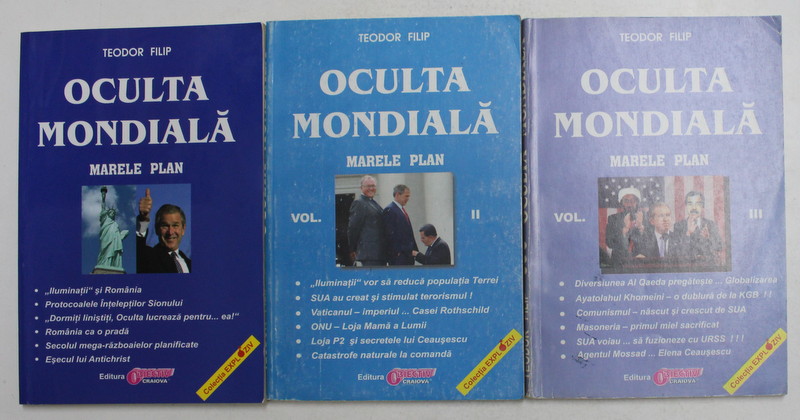 TEODOR FILIP
OCULTA
MONDIALĂ
MARELE PLAN
„Iluminații" și România
Protocoalele Înțelepților Sionului
„Dormiți liniștiți, Oculta lucrează pentru... ea!"
România ca o pradă
Secolul mega-războaielor planificate
Eșecul lui Antichrist
Editura OBIECTIV CRAIOVA
Colecția EXPLOZIV
TEODOR FILIP
OCULTA
MONDIALĂ
MARELE PLAN
VOL. II
„Iluminații" vor să reducă populația Terrei
SUA au creat și stimulat terorismul !
Vaticanul – imperiul ... Casei Rothschild
ONU – Loja Mamă a Lumii
Loja P2 și secretele lui Ceaușescu
Catastrofe naturale la comandă
Editura OBIECTIV CRAIOVA
Colecția EXPLOZIV
TEODOR FILIP
OCULTA
MONDIALĂ
MARELE PLAN
VOL. III
Diversiunea Al Qaeda pregătește ... Globalizarea
Ayatolahul Khomeini – o dublură de la KGB ! !
Comunismul – născut și crescut de SUA
Masoneria – primul miel sacrificat
SUA voiau ... să fuzioneze cu URSS ! ! !
Agentul Mossad ... Elena Ceaușescu
Editura OBIECTIV CRAIOVA
Colecția EXPLOZIV